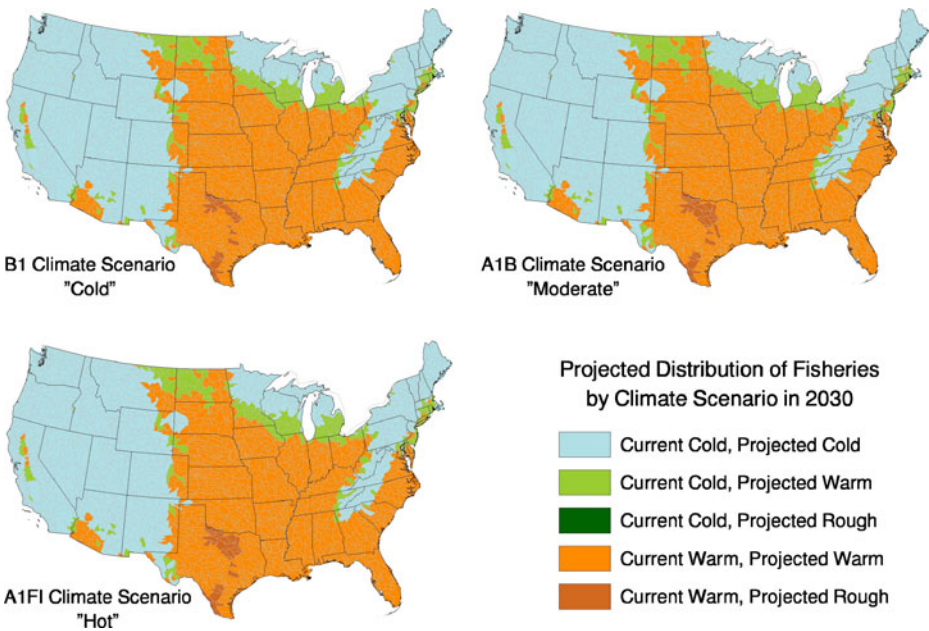 B1 Climate Scenario
"Cold"
A1B Climate Scenario
"Moderate"
A1FI Climate Scenario
"Hot"
Projected Distribution of Fisheries
by Climate Scenario in 2030
Current Cold, Projected Cold
Current Cold, Projected Warm
Current Cold, Projected Rough
Current Warm, Projected Warm
Current Warm, Projected Rough